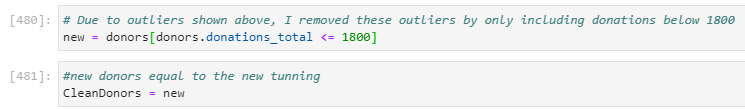 [480]: # Due to outliers shown above, I removed these outliers by only including donations below 1800
new = donors[donors.donations_total <= 1800]
[481]: #new donors equal to the new tunning
CleanDonors = new